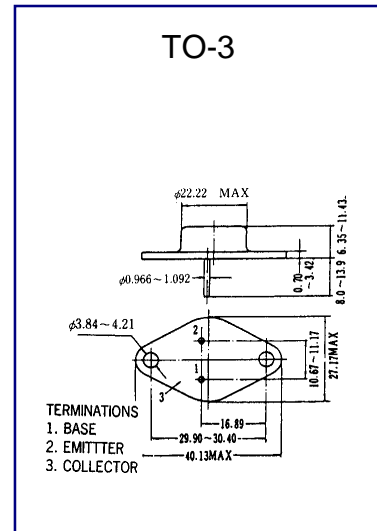 TO-3
φ22.22 MAX
6.35~11.43
0.70
~3.42
8.0~13.9
φ0.966~1.092
φ3.84~4.21
2
1
3
10.67~11.17
27.17MAX
16.89
29.90~30.40
40.13MAX
TERMINATIONS
1. BASE
2. EMITTTER
3. COLLECTOR